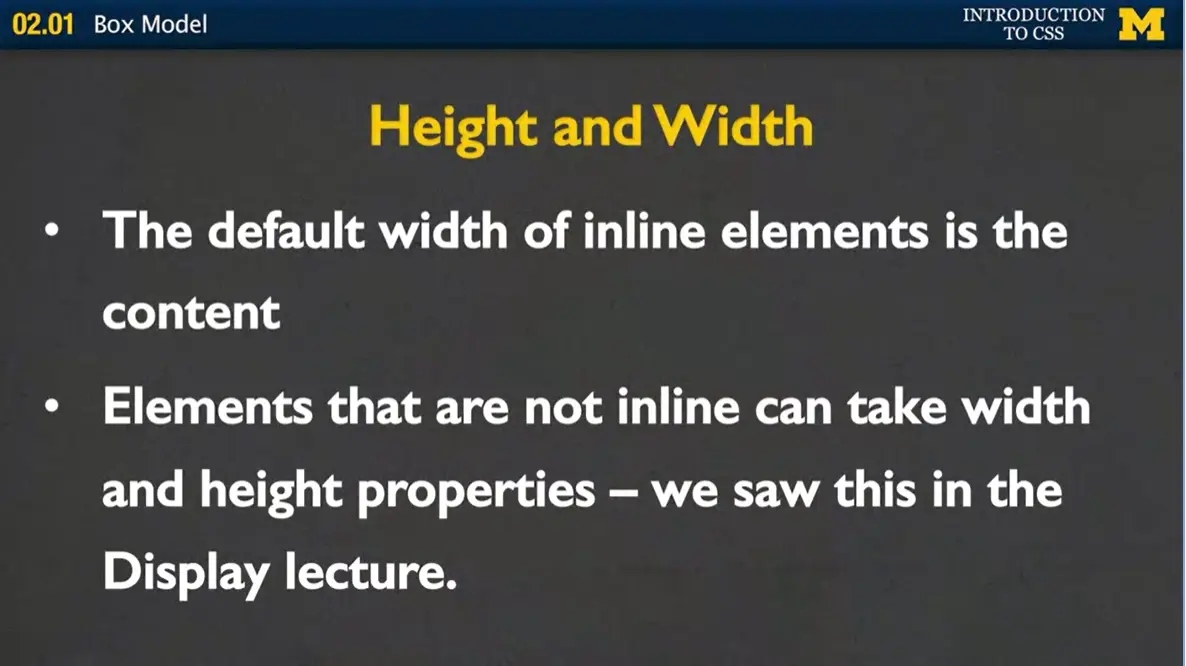 02.01 Box Model
INTRODUCTION
TO CSS
M
Height and Width
• The default width of inline elements is the
content
• Elements that are not inline can take width
and height properties – we saw this in the
Display lecture.